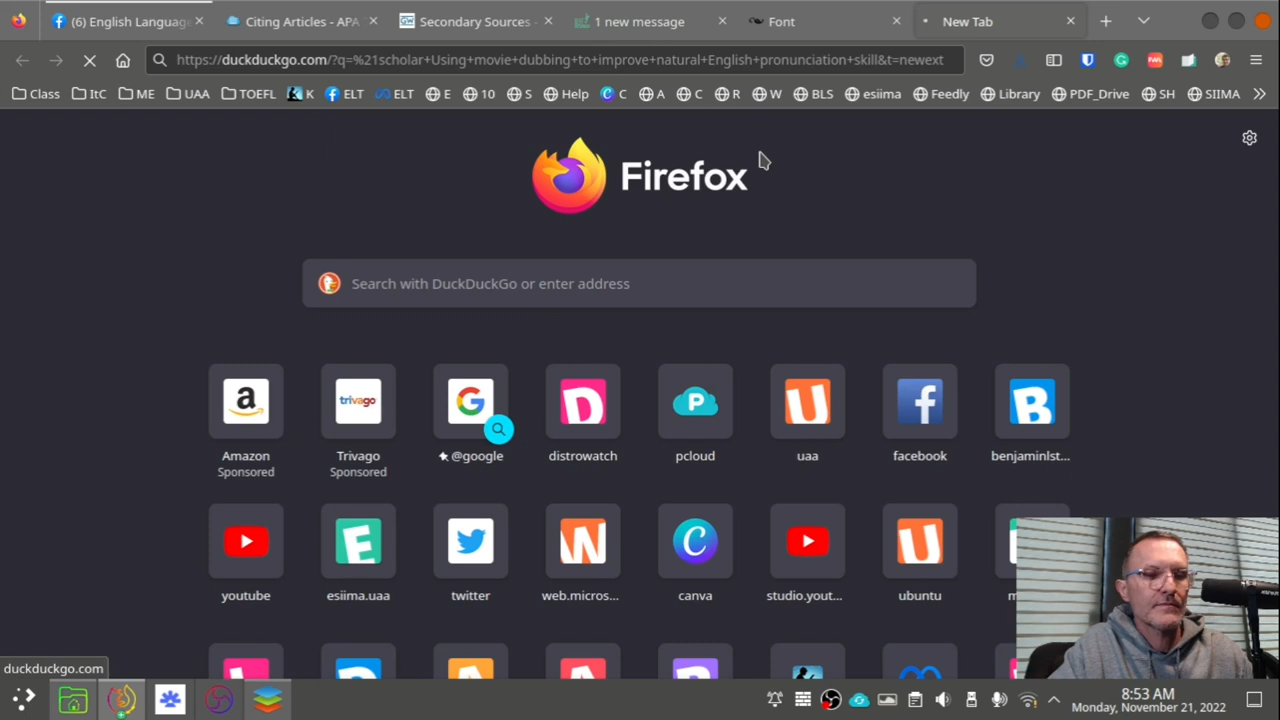 (6) English Language
Citing Articles - APA
Secondary Sources -
1 new message
Font
New Tab
https://duckduckgo.com/?q=%21scholar+Using+movie+dubbing+to+improve+natural+English+pronunciation+skill&t=newext
Class ItC ME UAA TOEFL K ELT ELT E 10 S Help C A C R W BLS esiima Feedly Library PDF_Drive SH SIIMA
Firefox
Search with DuckDuckGo or enter address
Amazon Trivago @google distrowatch pcloud uaa facebook benjaminlst...
Sponsored Sponsored
youtube esiima.uaa twitter web.micros... canva studio.yout... ubuntu
duckduckgo.com
8:53 AM
Monday, November 21, 2022